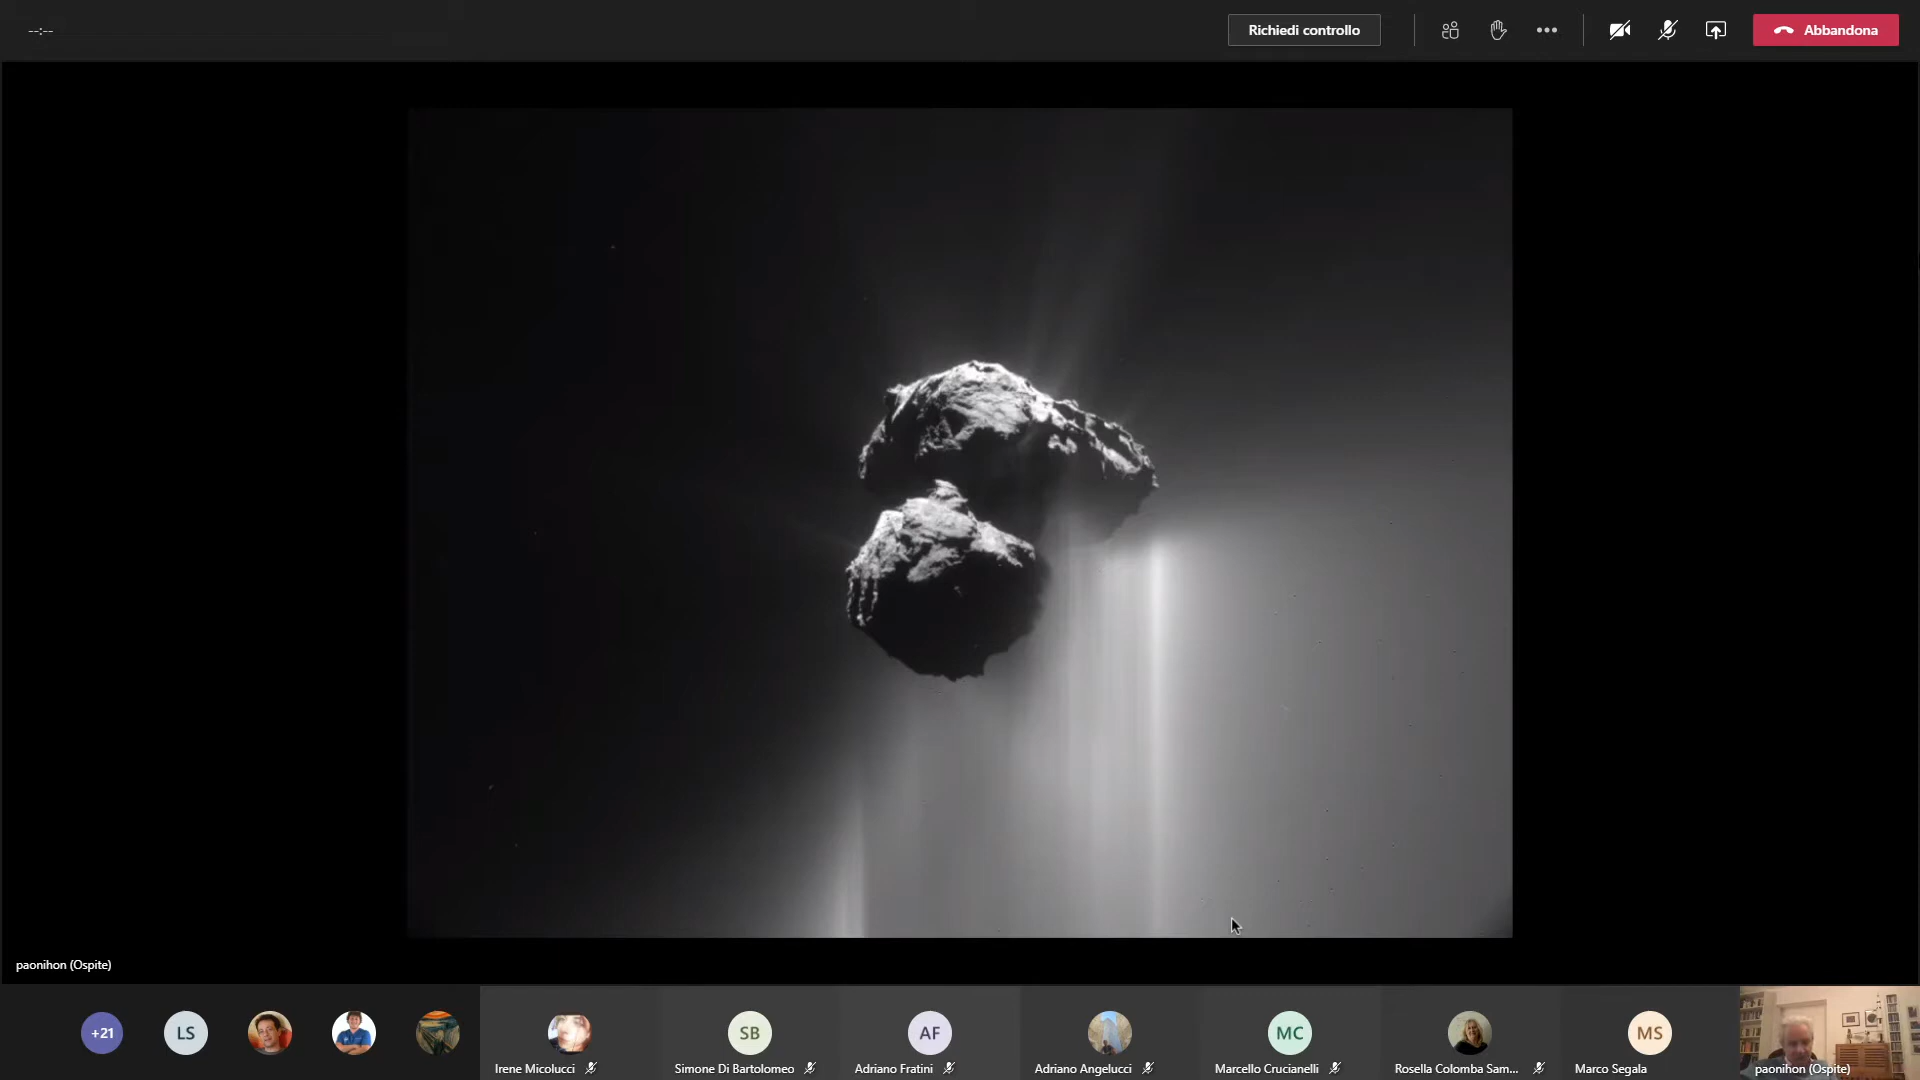 --:--
Richiedi controllo
Abbandona
paonihon (Ospite)
+21
LS
SB
AF
MC
MS
Irene Micolucci
Simone Di Bartolomeo
Adriano Fratini
Adriano Angelucci
Marcello Crucianelli
Rosella Colomba Sam...
Marco Segala
paonihon (Ospite)